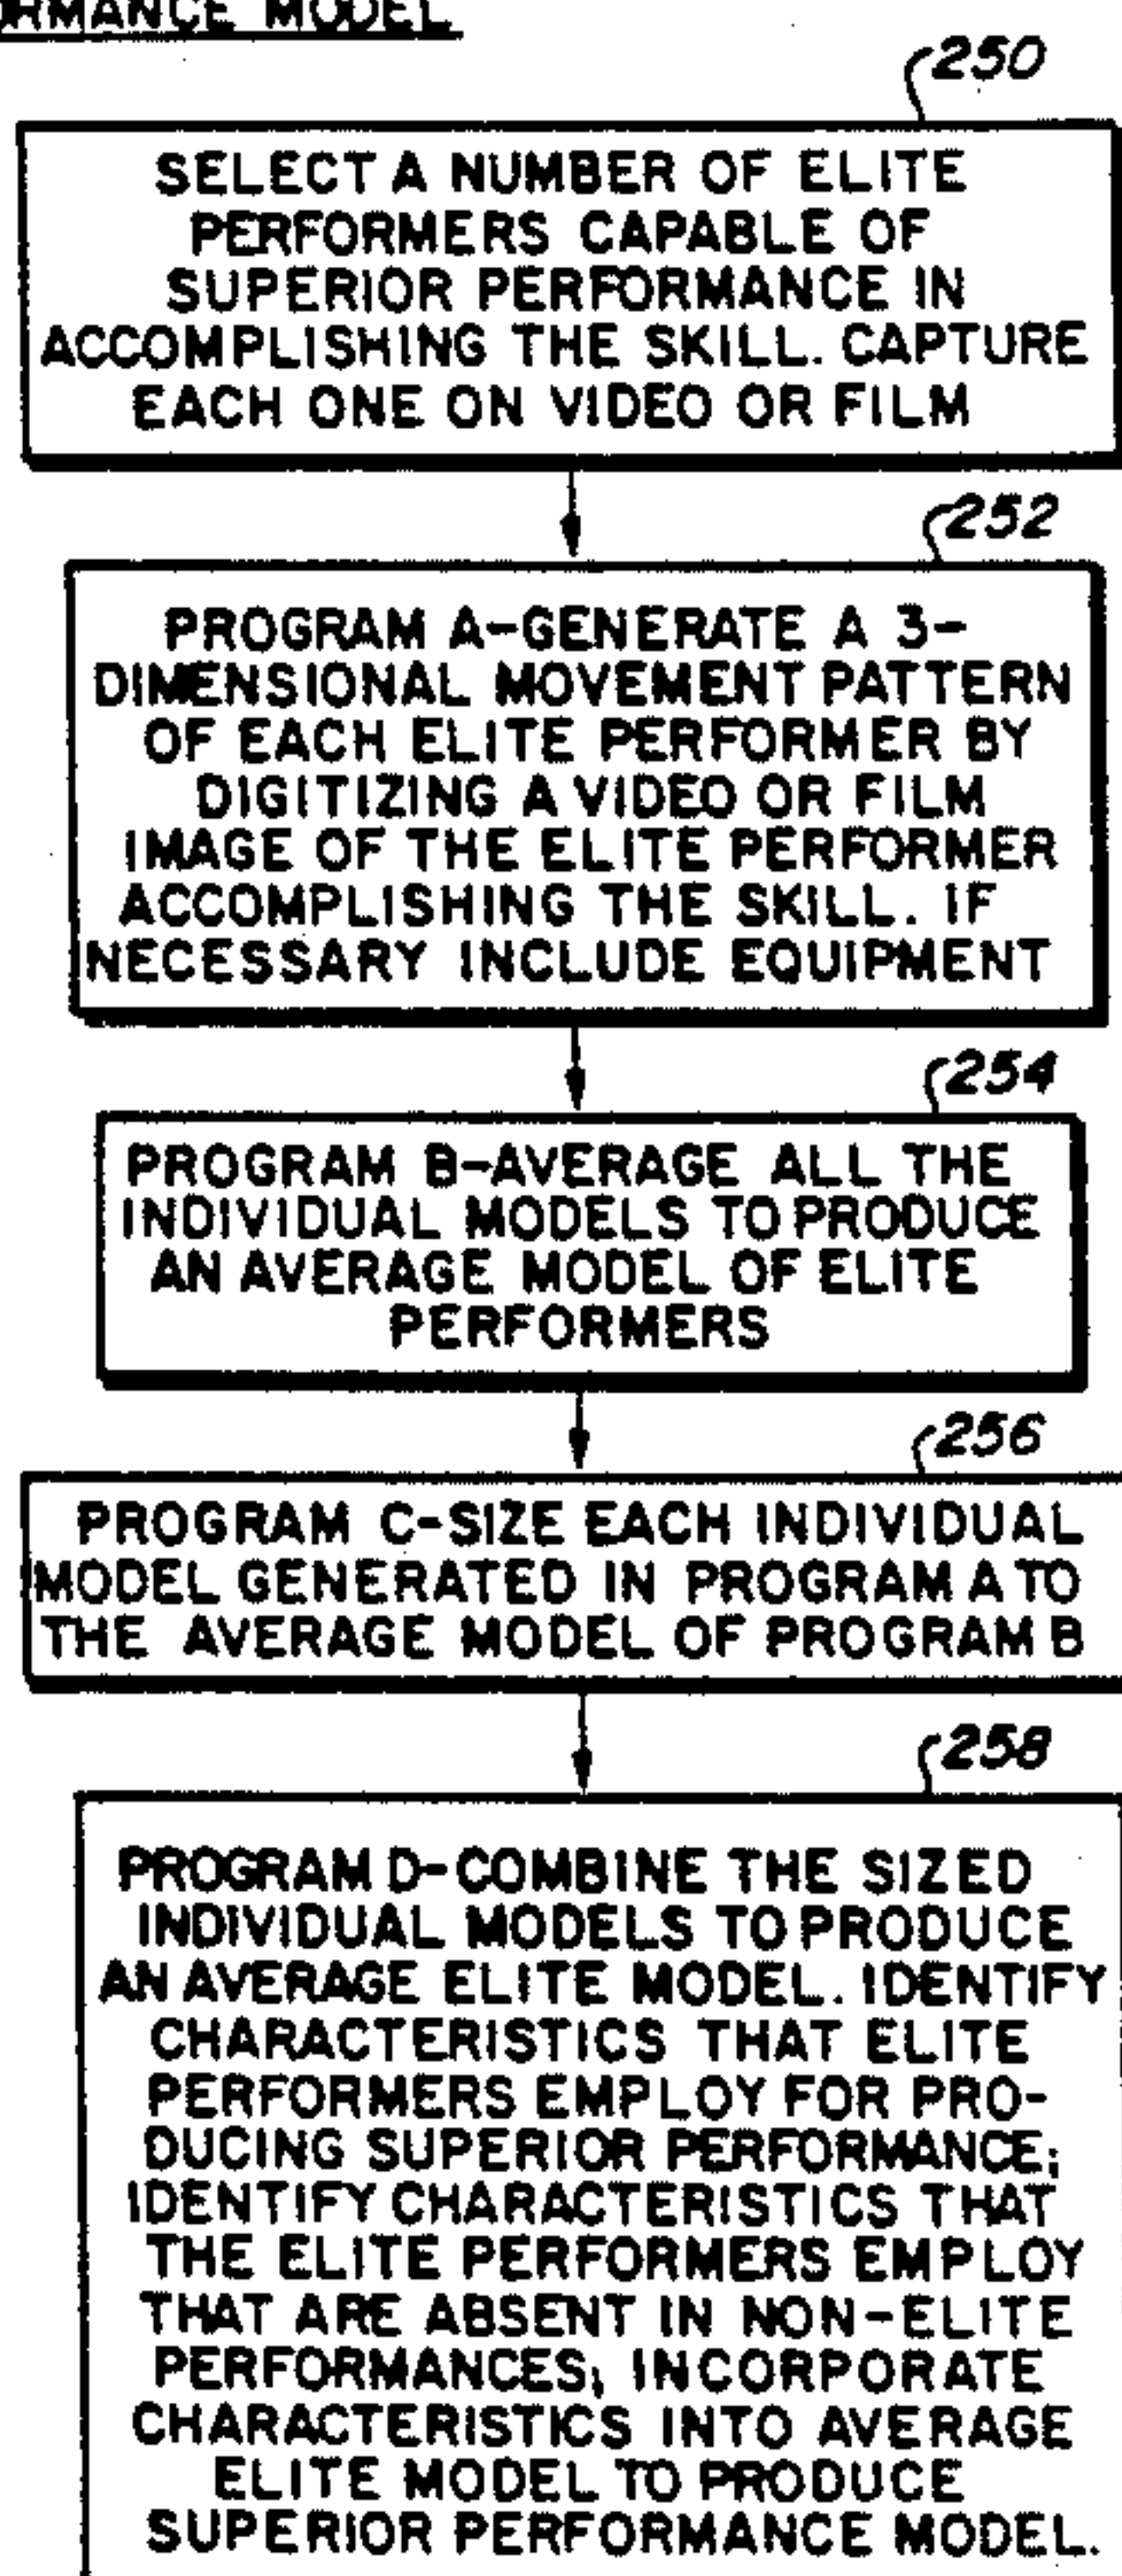 MODEL
250
SELECT A NUMBER OF ELITE
PERFORMERS CAPABLE OF
SUPERIOR PERFORMANCE IN
ACCOMPLISHING THE SKILL. CAPTURE
EACH ONE ON VIDEO OR FILM
252
PROGRAM A-GENERATE A 3-
DIMENSIONAL MOVEMENT PATTERN
OF EACH ELITE PERFORMER BY
DIGITIZING A VIDEO OR FILM
IMAGE OF THE ELITE PERFORMER
ACCOMPLISHING THE SKILL. IF
NECESSARY INCLUDE EQUIPMENT
254
PROGRAM B-AVERAGE ALL THE
INDIVIDUAL MODELS TO PRODUCE
AN AVERAGE MODEL OF ELITE
PERFORMERS
256
PROGRAM C-SIZE EACH INDIVIDUAL
MODEL GENERATED IN PROGRAM A TO
THE AVERAGE MODEL OF PROGRAM B
258
PROGRAM D-COMBINE THE SIZED
INDIVIDUAL MODELS TO PRODUCE
AN AVERAGE ELITE MODEL. IDENTIFY
CHARACTERISTICS THAT ELITE
PERFORMERS EMPLOY FOR PRO-
DUCING SUPERIOR PERFORMANCE;
IDENTIFY CHARACTERISTICS THAT
THE ELITE PERFORMERS EMPLOY
THAT ARE ABSENT IN NON-ELITE
PERFORMANCES; INCORPORATE
CHARACTERISTICS INTO AVERAGE
ELITE MODEL TO PRODUCE
SUPERIOR PERFORMANCE MODEL.